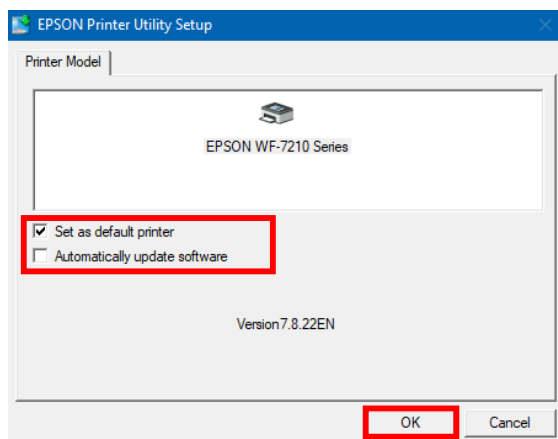 EPSON Printer Utility Setup
Printer Model
EPSON WF-7210 Series
Set as default printer
Automatically update software
Version7.8.22EN
OK
Cancel